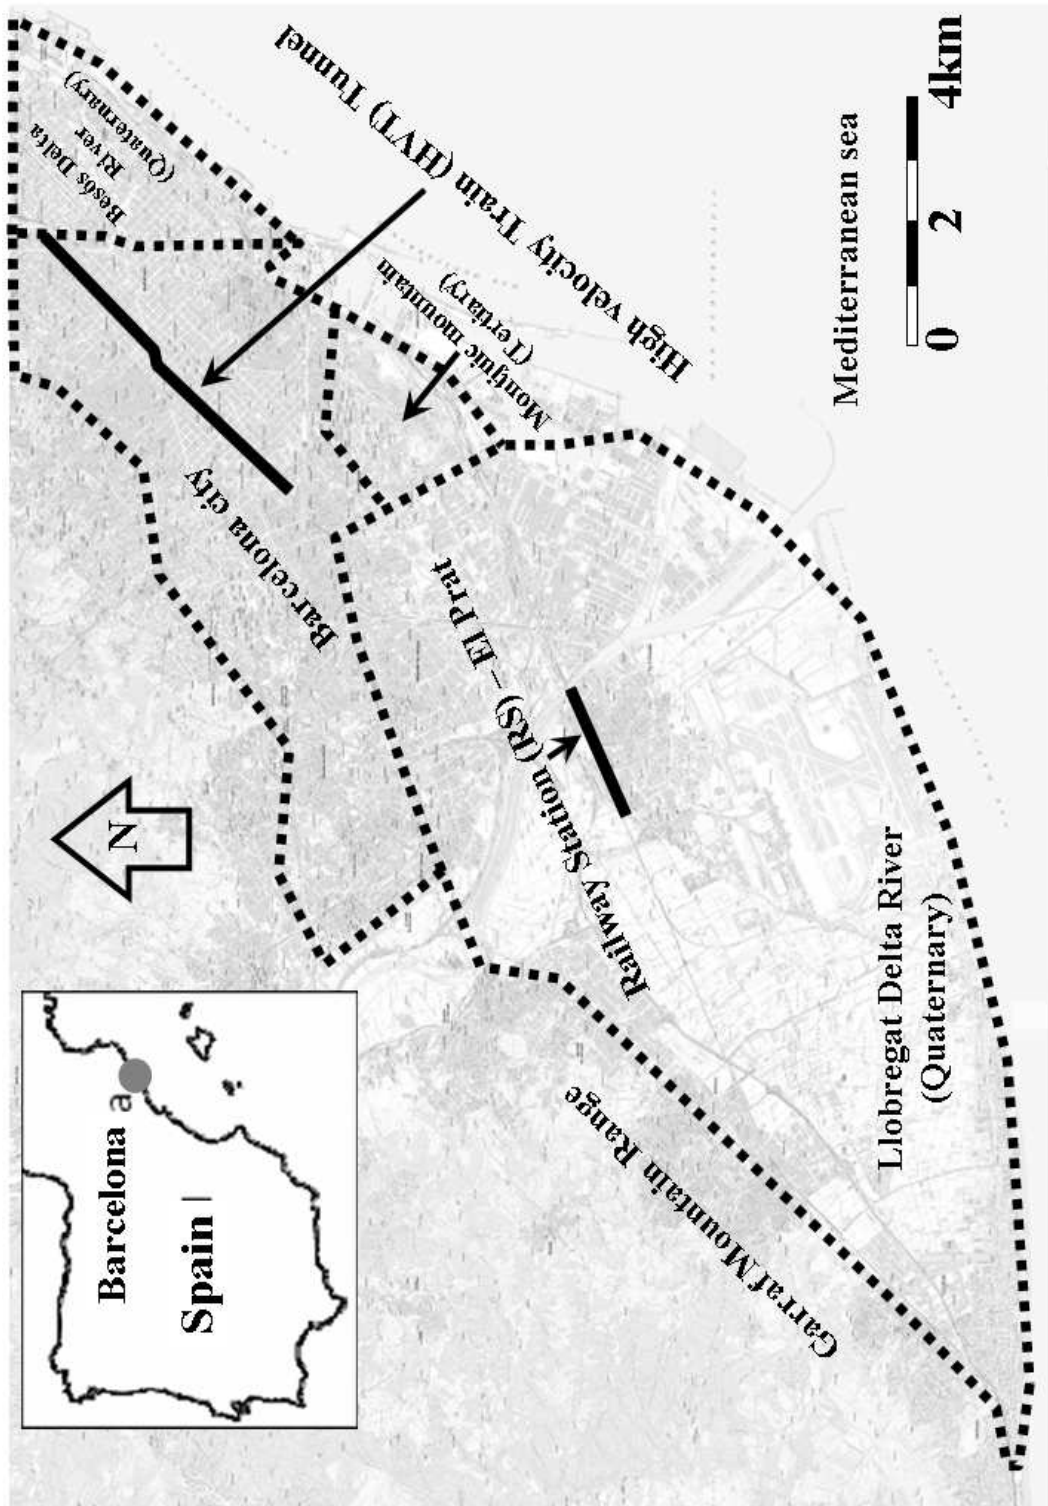 Barcelona
a
Spain
N
Barcelona city
Besós Delta
River
(Quaternary)
High velocity Train (HVT) Tunnel
Montjuic mountain
(Tertiary)
Railway Station (RS) – El Prat
Garraf Mountain Range
Llobregat Delta River
(Quaternary)
Mediterranean sea
0 2 4km